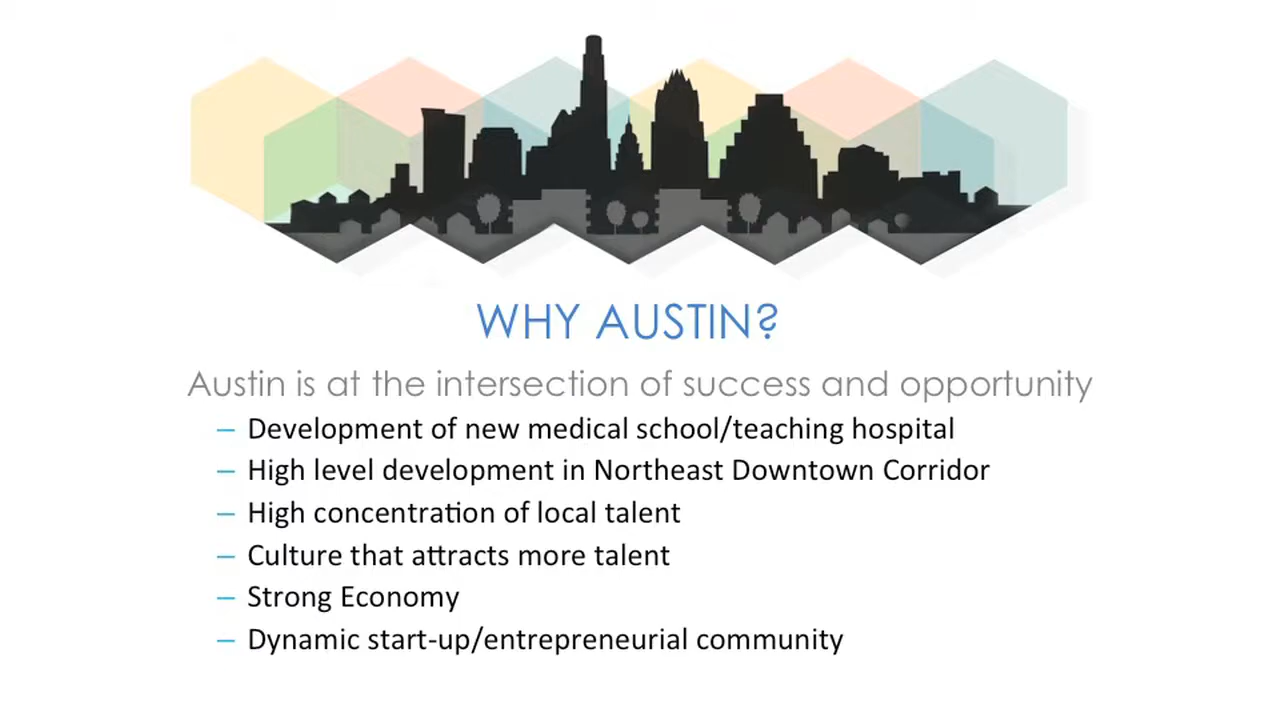 WHY AUSTIN?
Austin is at the intersection of success and opportunity
– Development of new medical school/teaching hospital
– High level development in Northeast Downtown Corridor
– High concentration of local talent
– Culture that attracts more talent
– Strong Economy
– Dynamic start-up/entrepreneurial community